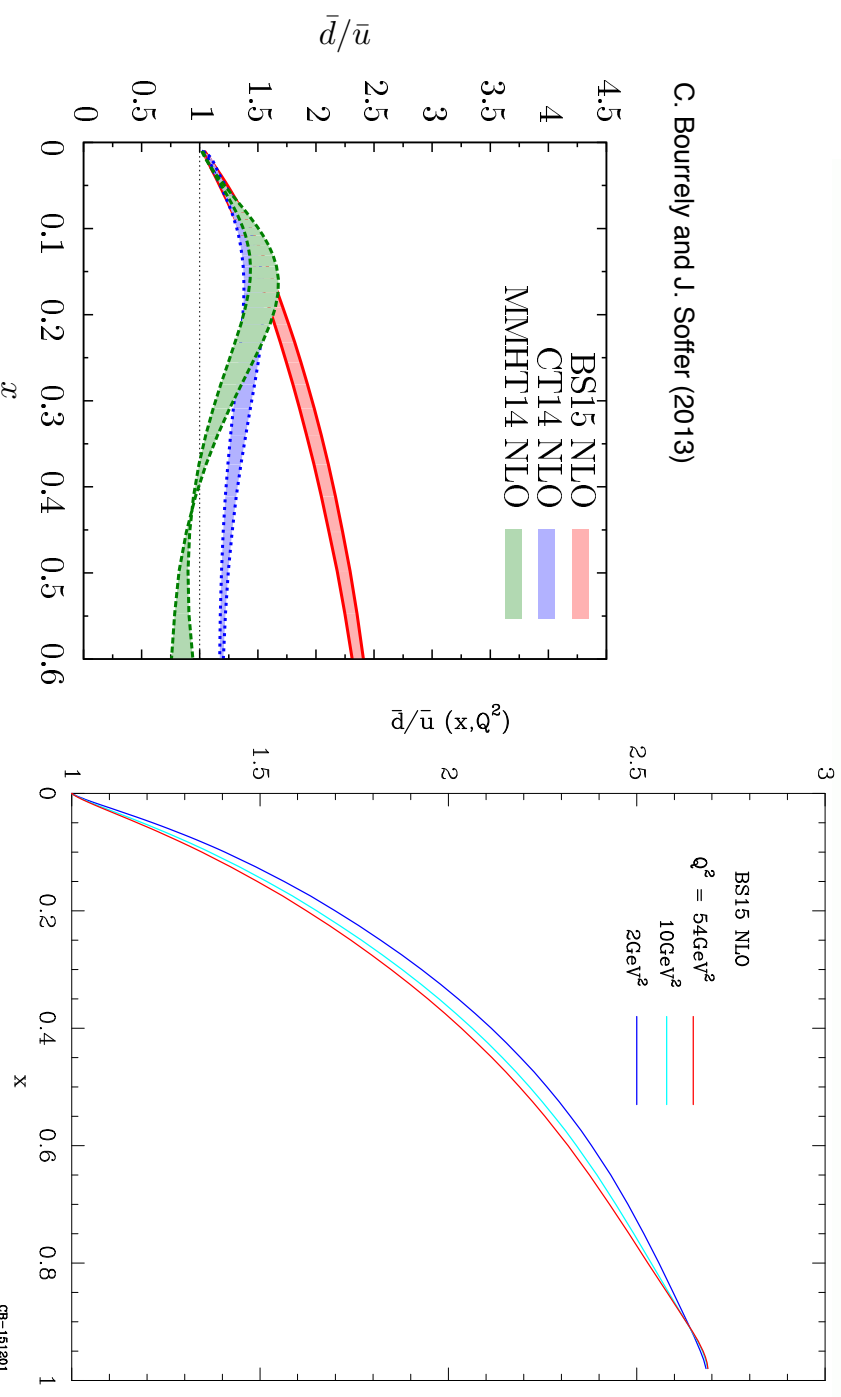 C. Bourrely and J. Soffer (2013)
d̄/ū
4.5
4
3.5
3
2.5
2
1.5
1
0.5
0
BS15 NLO
CT14 NLO
MMHT14 NLO
0 0.1 0.2 0.3 0.4 0.5 0.6
x
d̄/ū (x,Q²)
3
2.5
2
1.5
1
BS15 NLO
Q² = 54GeV²
10GeV²
2GeV²
0 0.2 0.4 0.6 0.8 1
x
CB-151201